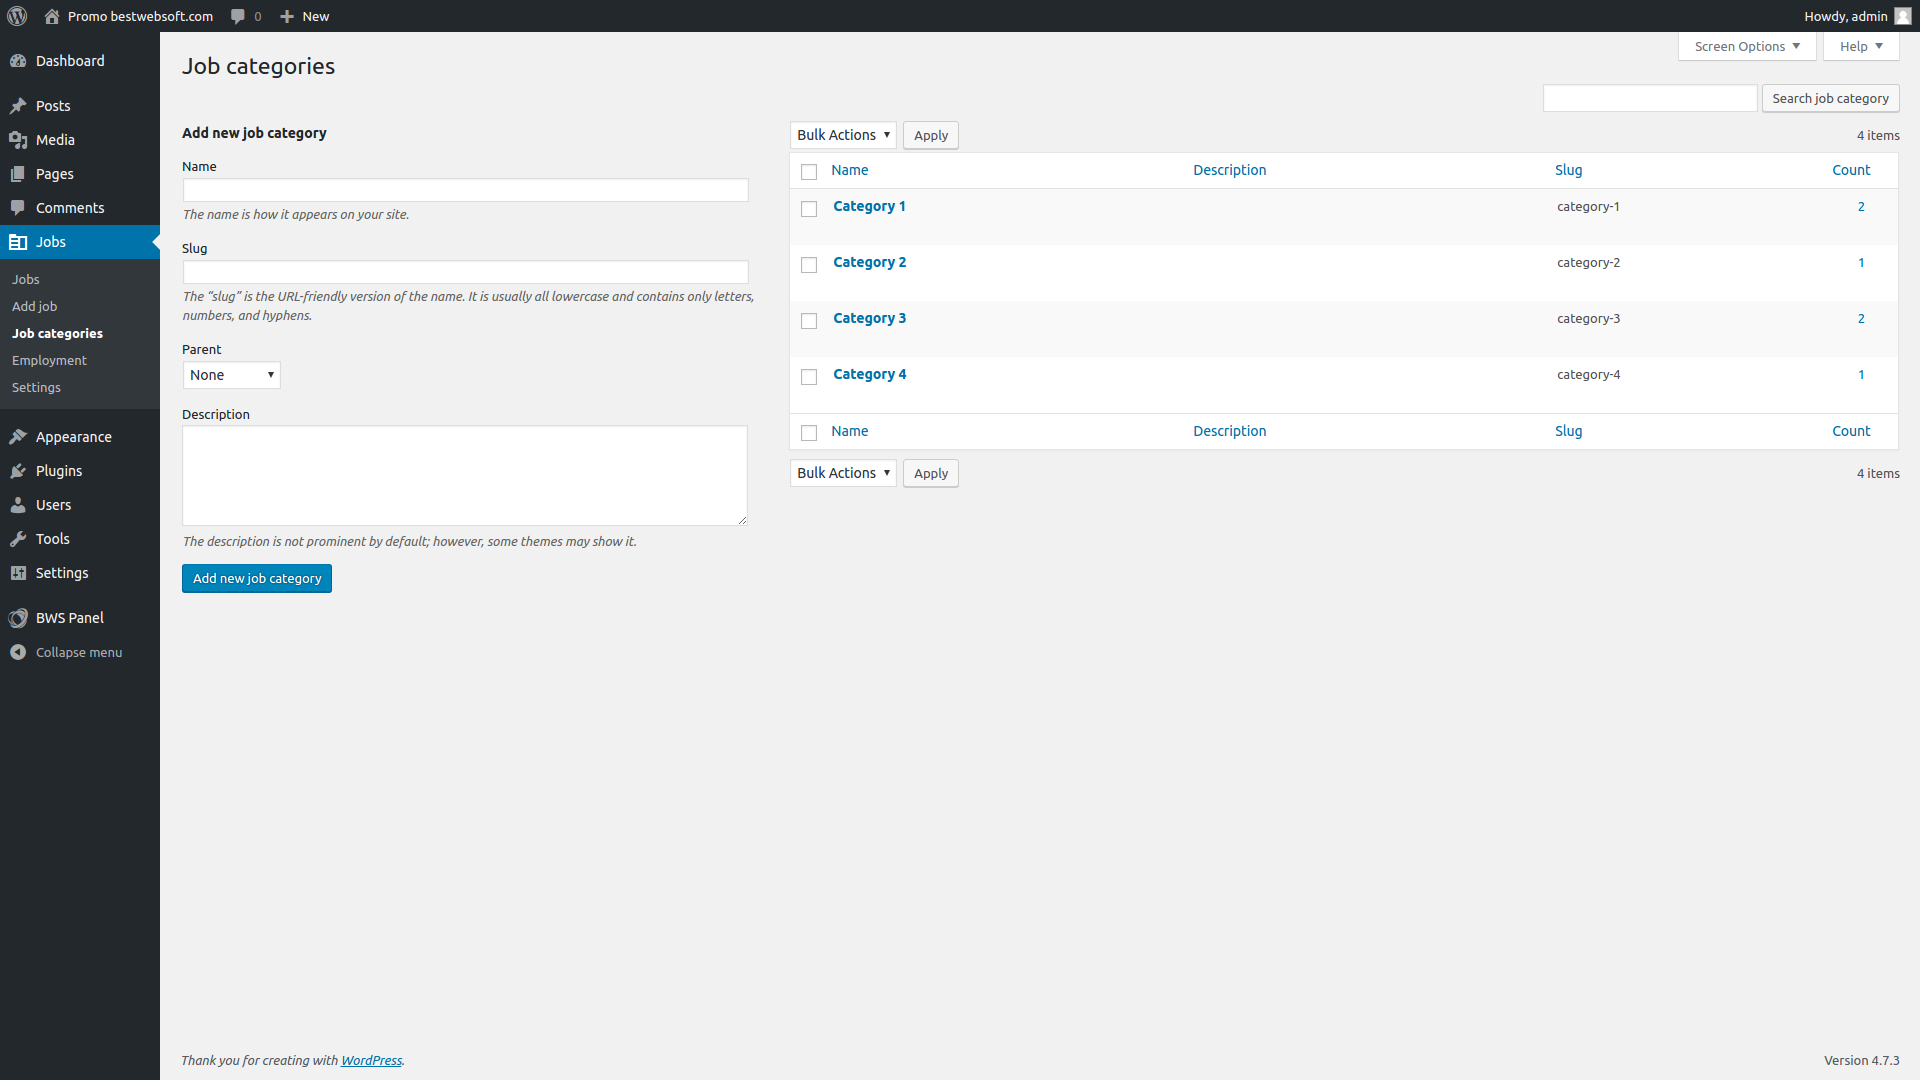 Promo bestwebsoft.com 0 New Howdy, admin
Screen Options Help
Dashboard
Posts
Media
Pages
Comments
Jobs
Jobs
Add job
Job categories
Employment
Settings
Appearance
Plugins
Users
Tools
Settings
BWS Panel
Collapse menu
Job categories
Search job category
Add new job category
Name
The name is how it appears on your site.
Slug
The “slug” is the URL-friendly version of the name. It is usually all lowercase and contains only letters,
numbers, and hyphens.
Parent
None
Description
The description is not prominent by default; however, some themes may show it.
Add new job category
Bulk Actions Apply 4 items
Name Description Slug Count
Category 1 category-1 2
Category 2 category-2 1
Category 3 category-3 2
Category 4 category-4 1
Name Description Slug Count
Bulk Actions Apply 4 items
Thank you for creating with WordPress. Version 4.7.3